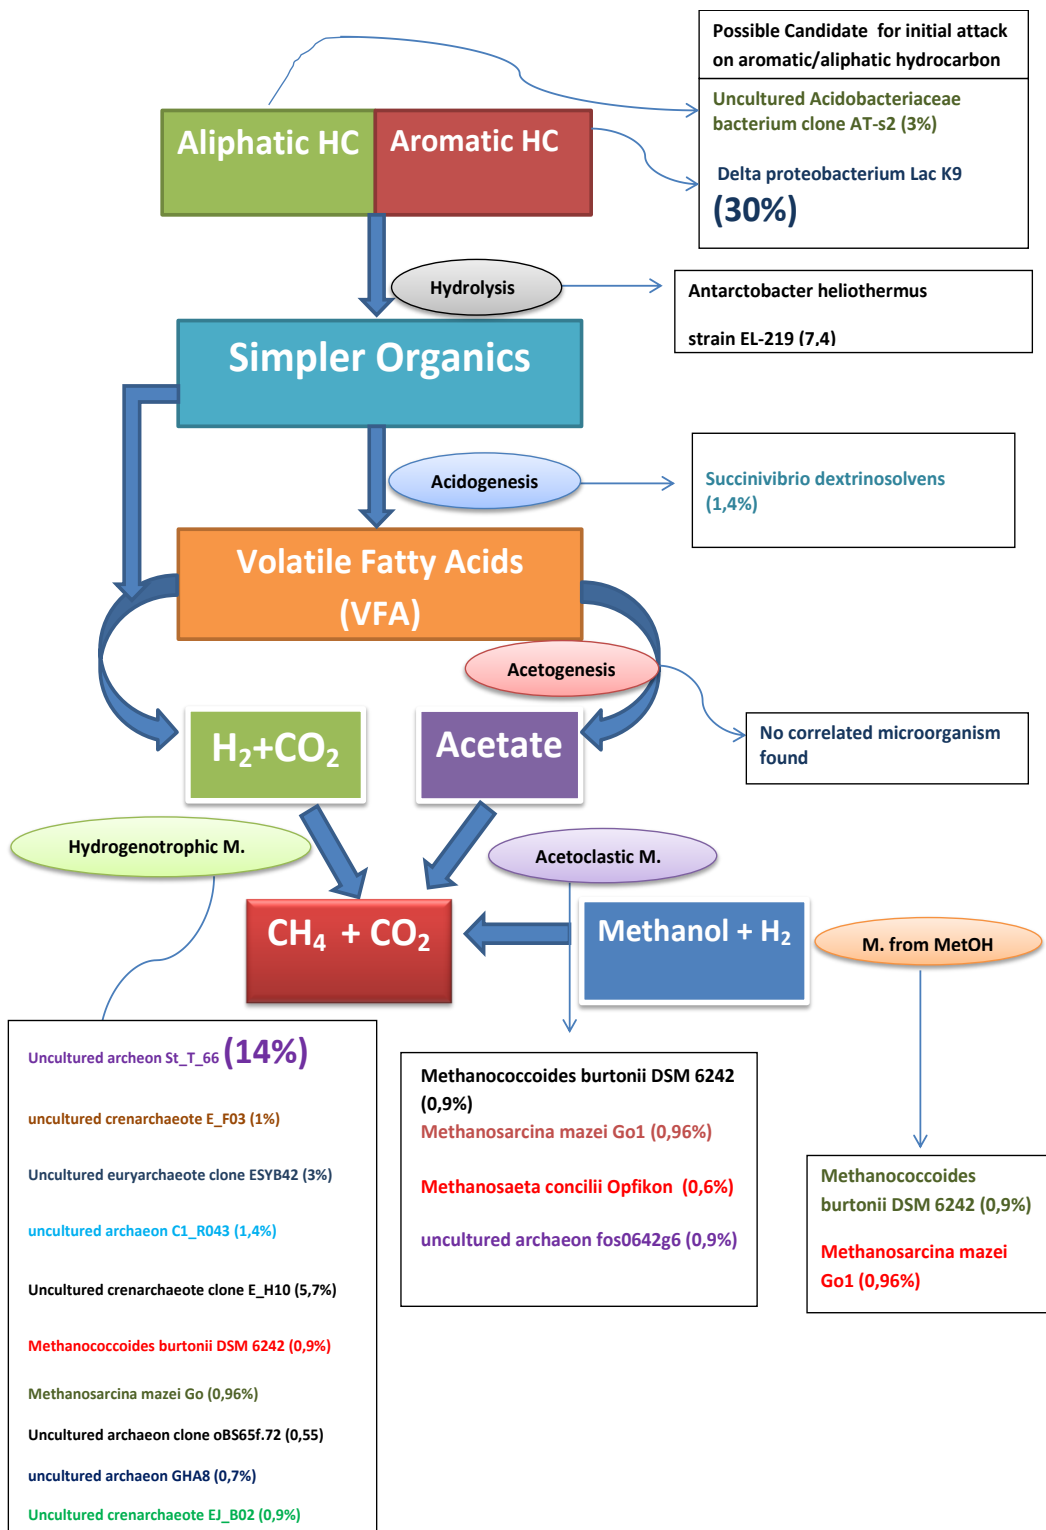 Possible Candidate for initial attack
on aromatic/aliphatic hydrocarbon
Uncultured Acidobacteriaceae
bacterium clone AT-s2 (3%)
Delta proteobacterium Lac K9
(30%)
Aliphatic HC
Aromatic HC
Hydrolysis
Antarctobacter heliothermus
strain EL-219 (7,4)
Simpler Organics
Acidogenesis
Succinivibrio dextrinosolvens
(1,4%)
Volatile Fatty Acids
(VFA)
Acetogenesis
No correlated microorganism
found
H₂+CO₂
Acetate
Hydrogenotrophic M.
Acetoclastic M.
CH₄ + CO₂
Methanol + H₂
M. from MetOH
Uncultured archeon St_T_66 (14%)
uncultured crenarchaeote E_F03 (1%)
Uncultured euryarchaeote clone ESYB42 (3%)
uncultured archaeon C1_R043 (1,4%)
Uncultured crenarchaeote clone E_H10 (5,7%)
Methanococcoides burtonii DSM 6242 (0,9%)
Methanosarcina mazei Go (0,96%)
Uncultured archaeon clone oBS65f.72 (0,55)
uncultured archaeon GHA8 (0,7%)
Uncultured crenarchaeote EJ_B02 (0,9%)
Methanococcoides burtonii DSM 6242
(0,9%)
Methanosarcina mazei Go1 (0,96%)
Methanosaeta concilii Opfikon (0,6%)
uncultured archaeon fos0642g6 (0,9%)
Methanococcoides
burtonii DSM 6242 (0,9%)
Methanosarcina mazei
Go1 (0,96%)